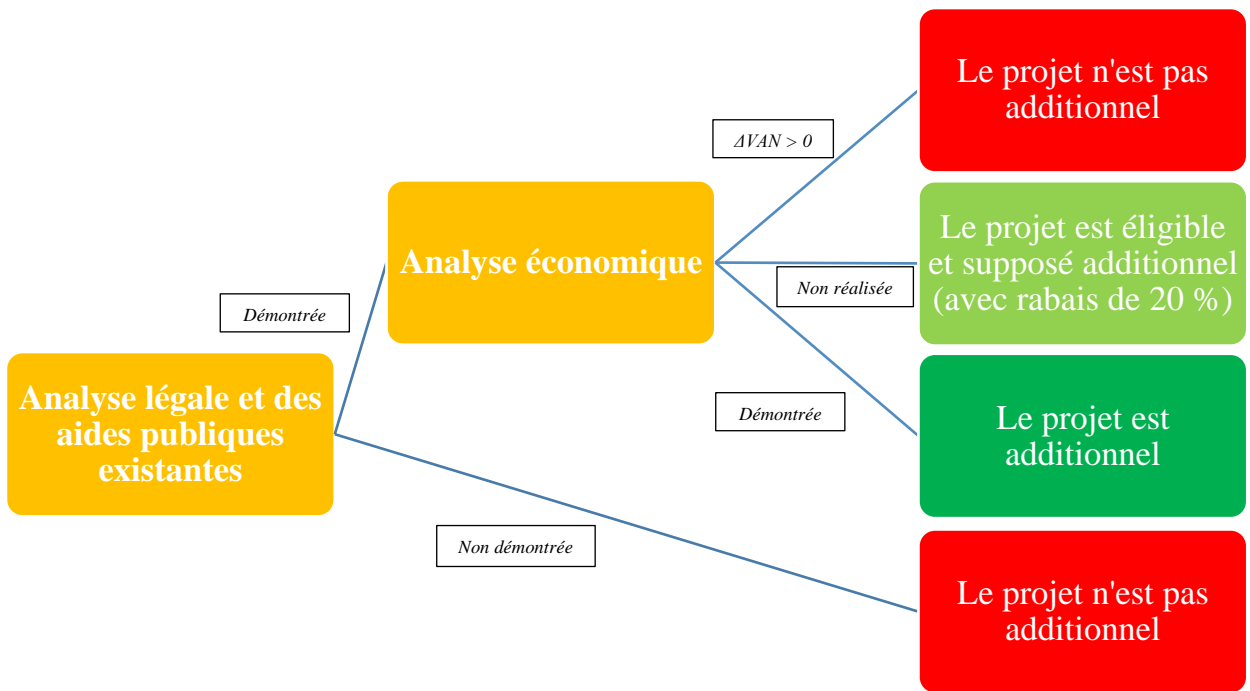 Le projet n'est pas
additionnel
ΔVAN > 0
Analyse économique
Le projet est éligible
et supposé additionnel
(avec rabais de 20 %)
Non réalisée
Démontrée
Analyse légale et des
aides publiques
existantes
Démontrée
Le projet est
additionnel
Non démontrée
Le projet n'est pas
additionnel